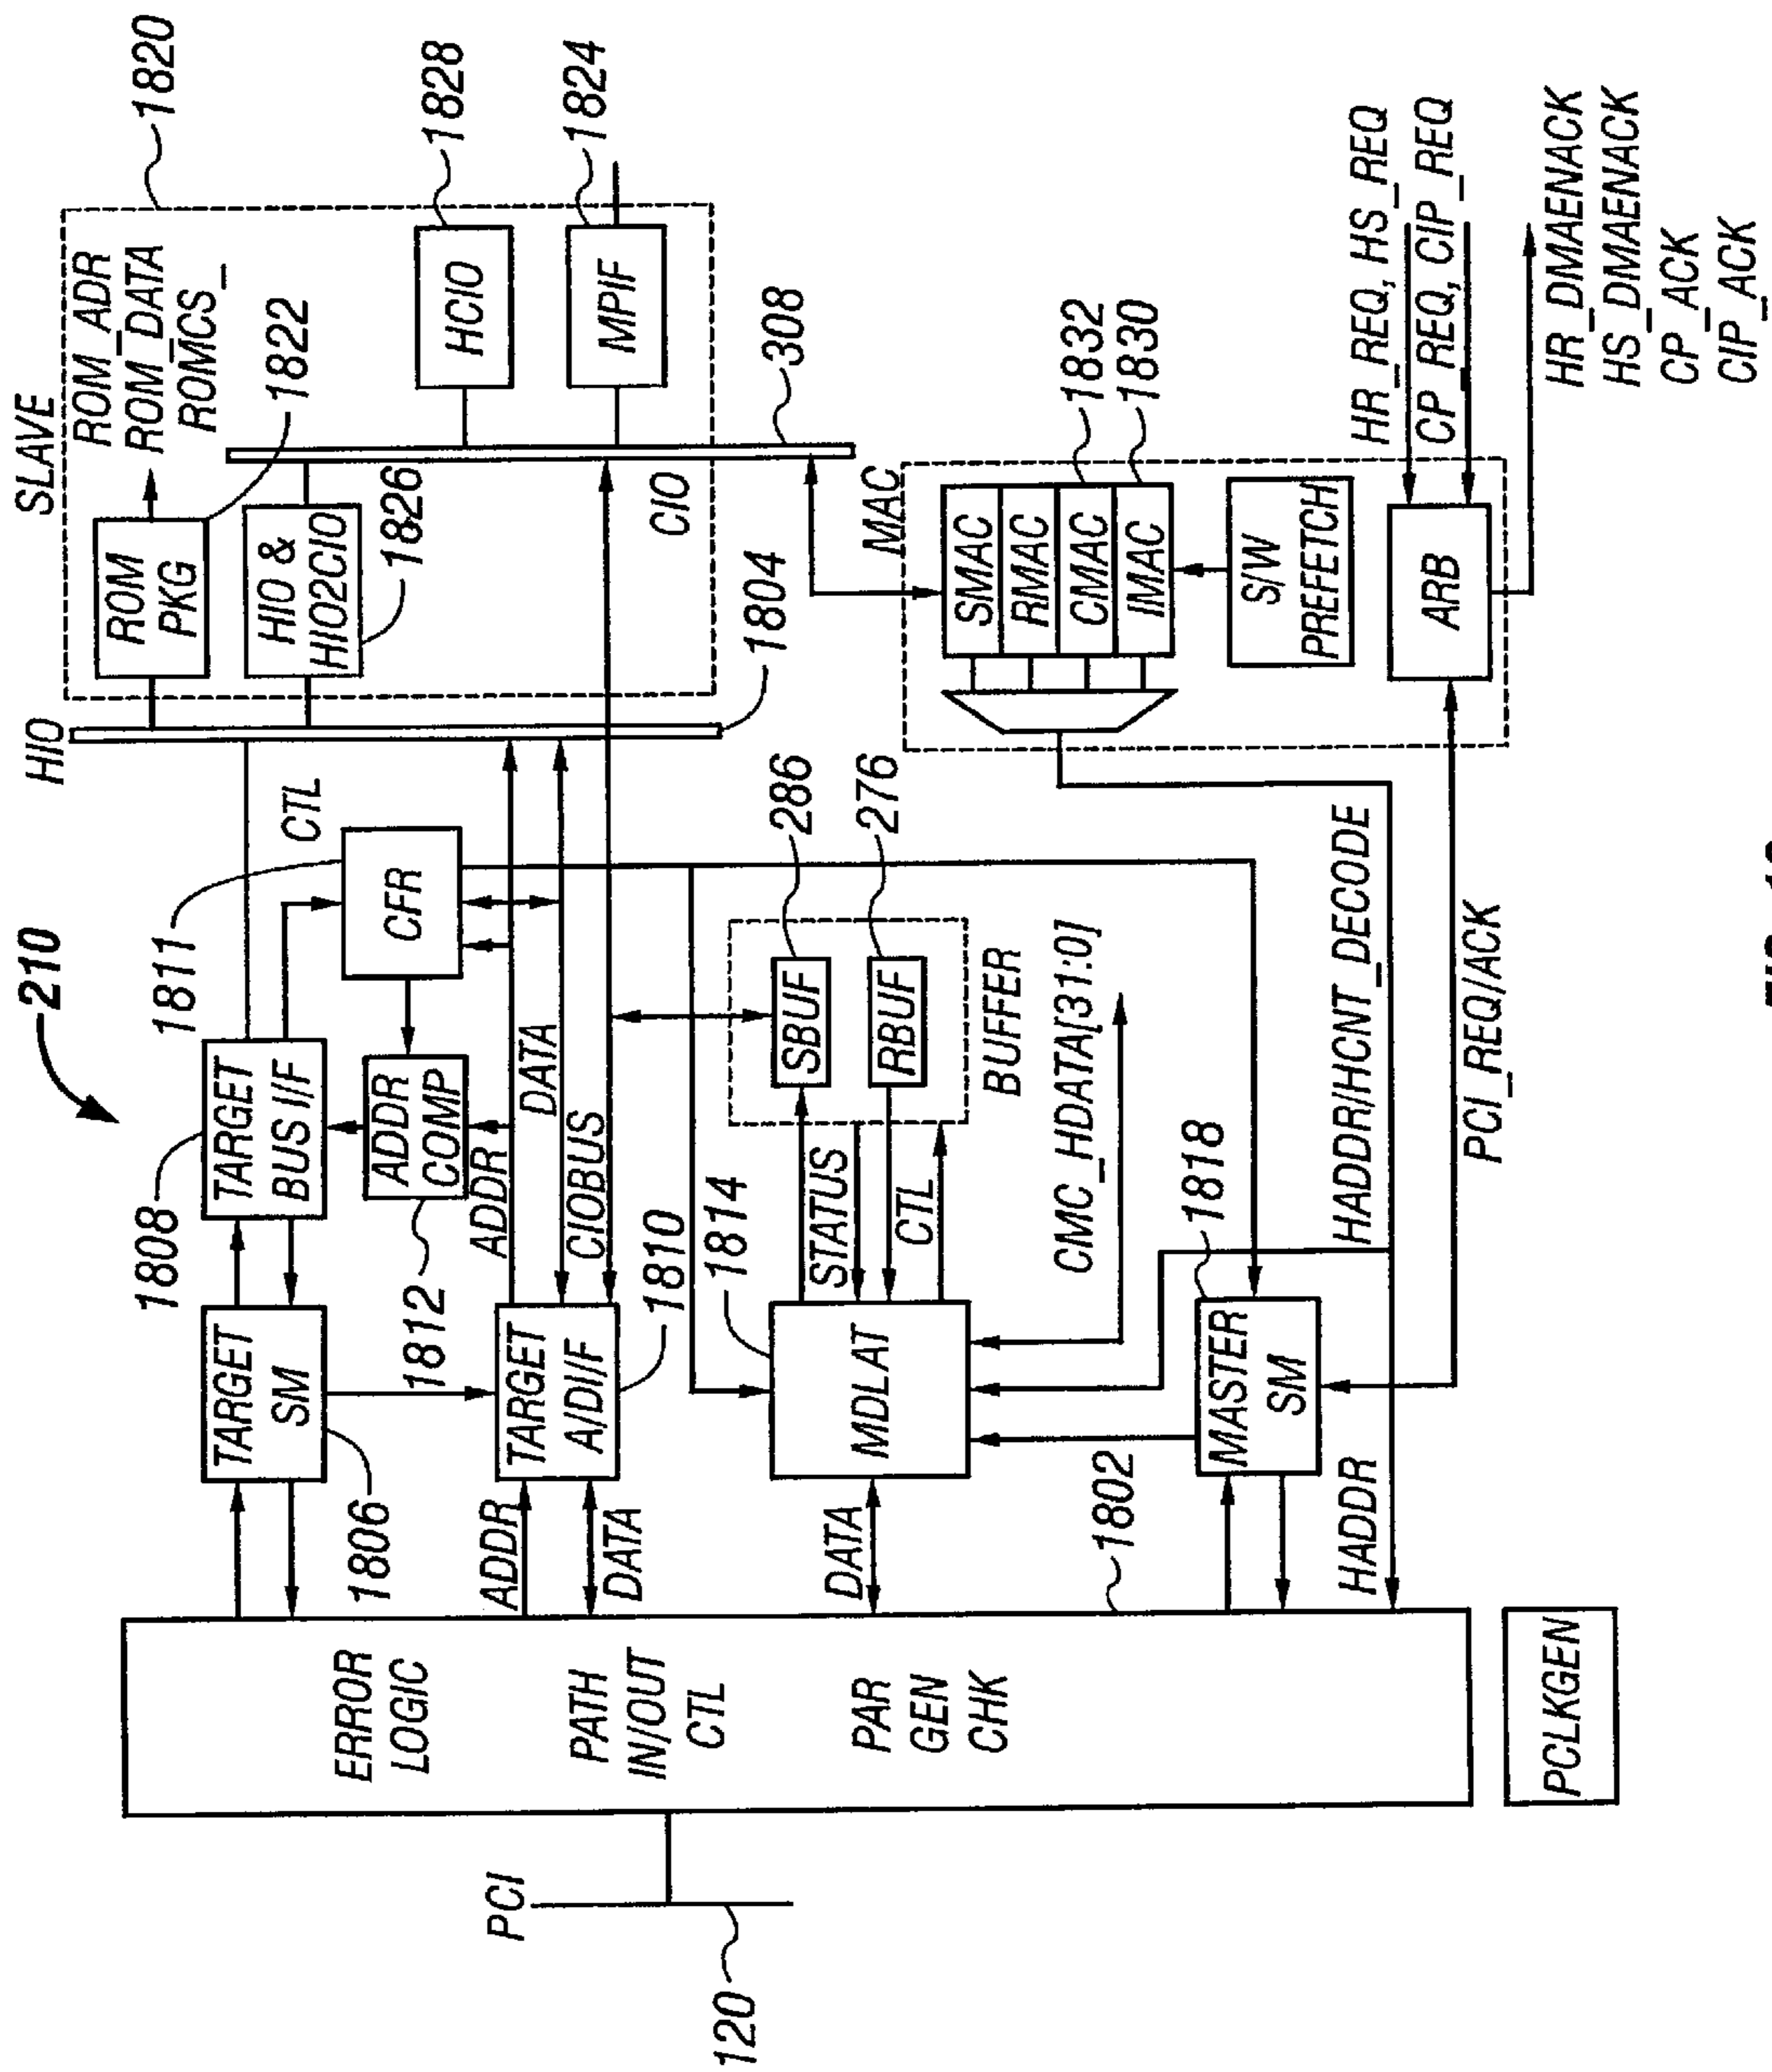 210
PCI
120
ERROR
LOGIC
PATH
IN/OUT
CTL
PAR
GEN
CHK
1802
PCLKGEN
TARGET
SM
1806
TARGET
BUS I/F
1808
CTL
CFR
1811
ADDR
COMP
1812
ADDR
DATA
TARGET
A/DI/F
1810
ADDR
DATA
CIOBUS
DATA
MDLAT
1814
STATUS
CTL
SBUF
286
RBUF
276
BUFFER
CMC_HDATA[31:0]
MASTER
SM
1818
HADDR
HADDR/HCNT_DECODE
PCI_REQ/ACK
HIO
1804
SLAVE
1820
ROM
PKG
1822
ROM_ADR
ROM_DATA
ROMCS_
HIO &
HIO2CIO
1826
HCIO
1828
MPIF
1824
CIO
308
MAC
SMAC
RMAC
CMAC
IMAC
1832
1830
S/W
PREFETCH
ARB
HR_REQ, HS_REQ
CP_REQ, CIP_REQ
HR_DMAENACK
HS_DMAENACK
CP_ACK
CIP_ACK